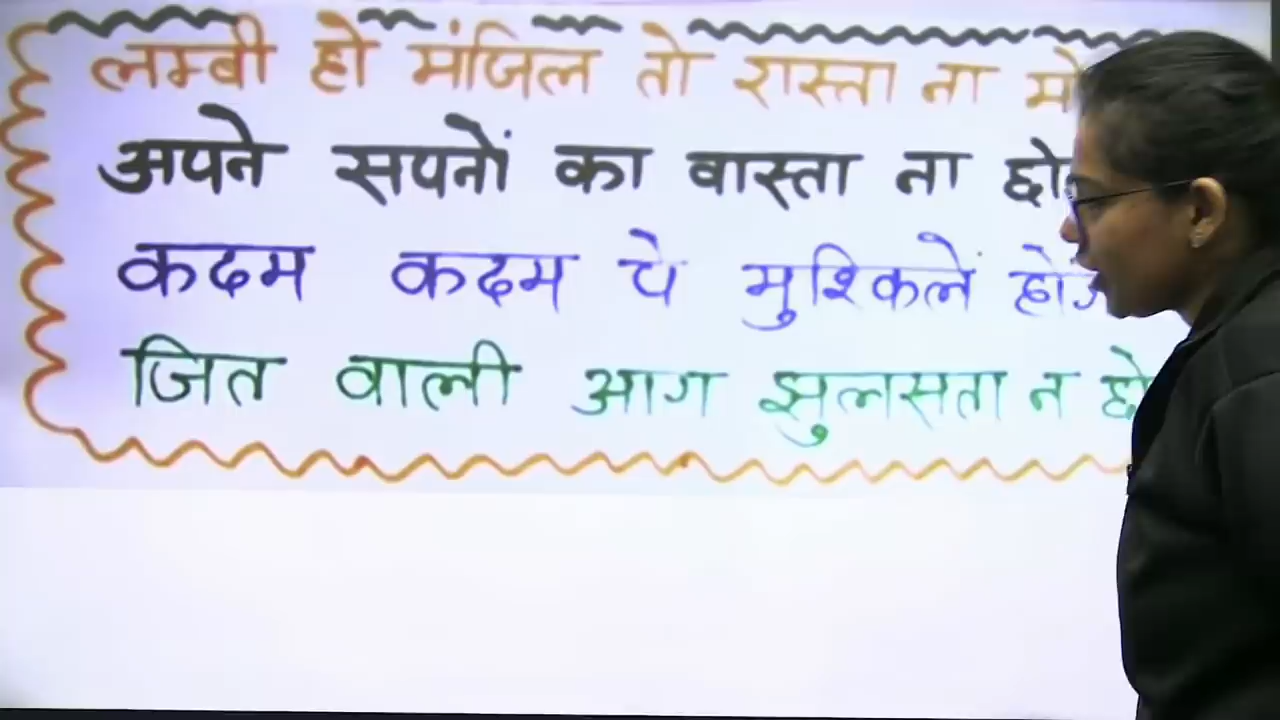 लम्बी हो मंजिल तो रास्ता ना
अपने सपनों का वास्ता ना
कदम कदम पे मुश्किलें
जित वाली आग झुलसता न